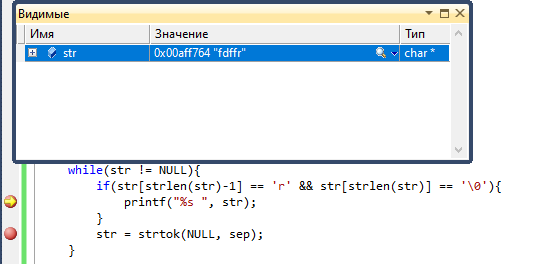 Видимые
Имя Значение Тип
str 0x00aff764 "fdffr" char *
while(str != NULL){
if(str[strlen(str)-1] == 'r' && str[strlen(str)] == '\0'){
printf("%s ", str);
}
str = strtok(NULL, sep);
}